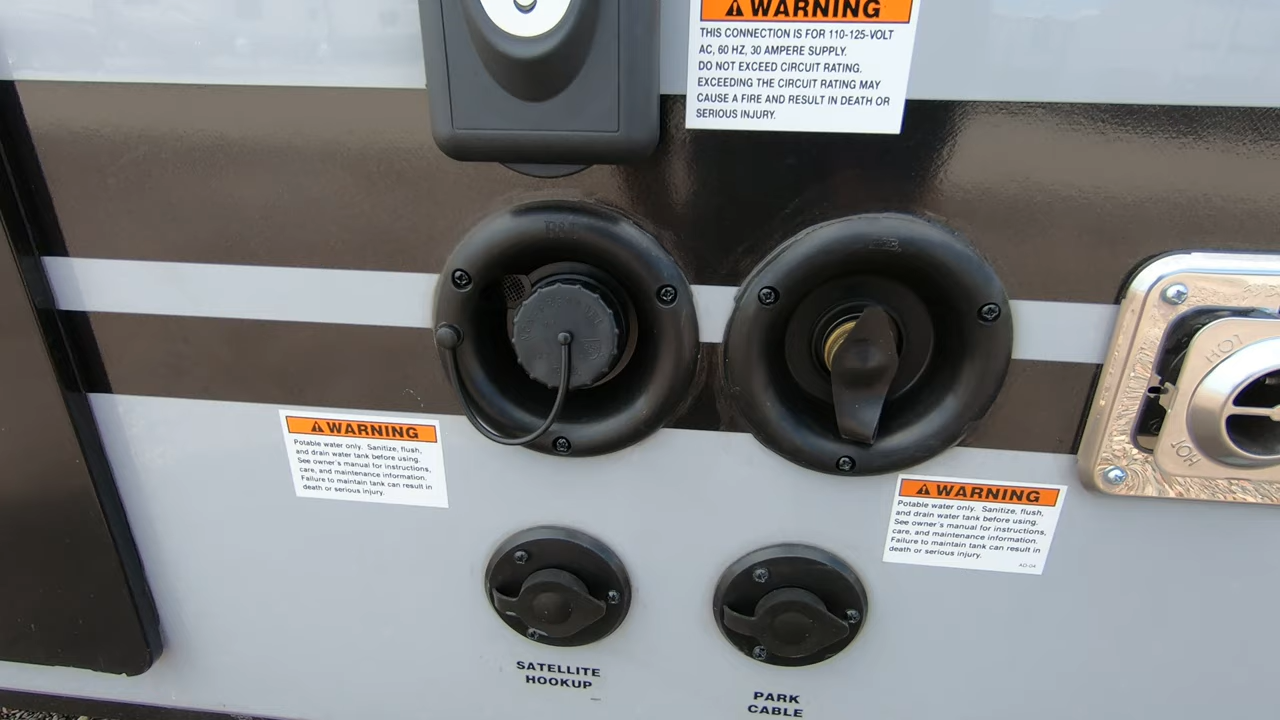 WARNING
THIS CONNECTION IS FOR 110-125-VOLT
AC, 60 HZ, 30 AMPERE SUPPLY.
DO NOT EXCEED CIRCUIT RATING.
EXCEEDING THE CIRCUIT RATING MAY
CAUSE A FIRE AND RESULT IN DEATH OR
SERIOUS INJURY.
HOT
HOT
WARNING
Potable water only. Sanitize, flush,
and drain water tank before using.
See owner's manual for instructions,
care, and maintenance information.
Failure to maintain tank can result in
death or serious injury.
WARNING
Potable water only. Sanitize, flush,
and drain water tank before using.
See owner's manual for instructions,
care, and maintenance information.
Failure to maintain tank can result in
death or serious injury.
AD-04
SATELLITE
HOOKUP
PARK
CABLE